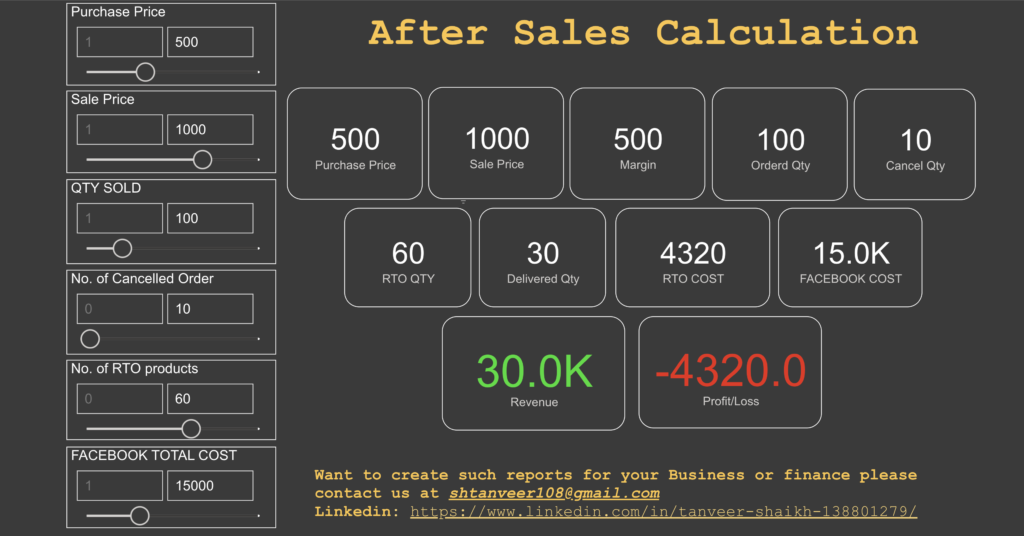 Purchase Price
1 500
Sale Price
1 1000
QTY SOLD
1 100
No. of Cancelled Order
0 10
No. of RTO products
0 60
FACEBOOK TOTAL COST
1 15000
After Sales Calculation
500 1000 500 100 10
Purchase Price Sale Price Margin Orderd Qty Cancel Qty
60 30 4320 15.0K
RTO QTY Delivered Qty RTO COST FACEBOOK COST
30.0K -4320.0
Revenue Profit/Loss
Want to create such reports for your Business or finance please
contact us at shtanveer108@gmail.com
Linkedin: https://www.linkedin.com/in/tanveer-shaikh-138801279/